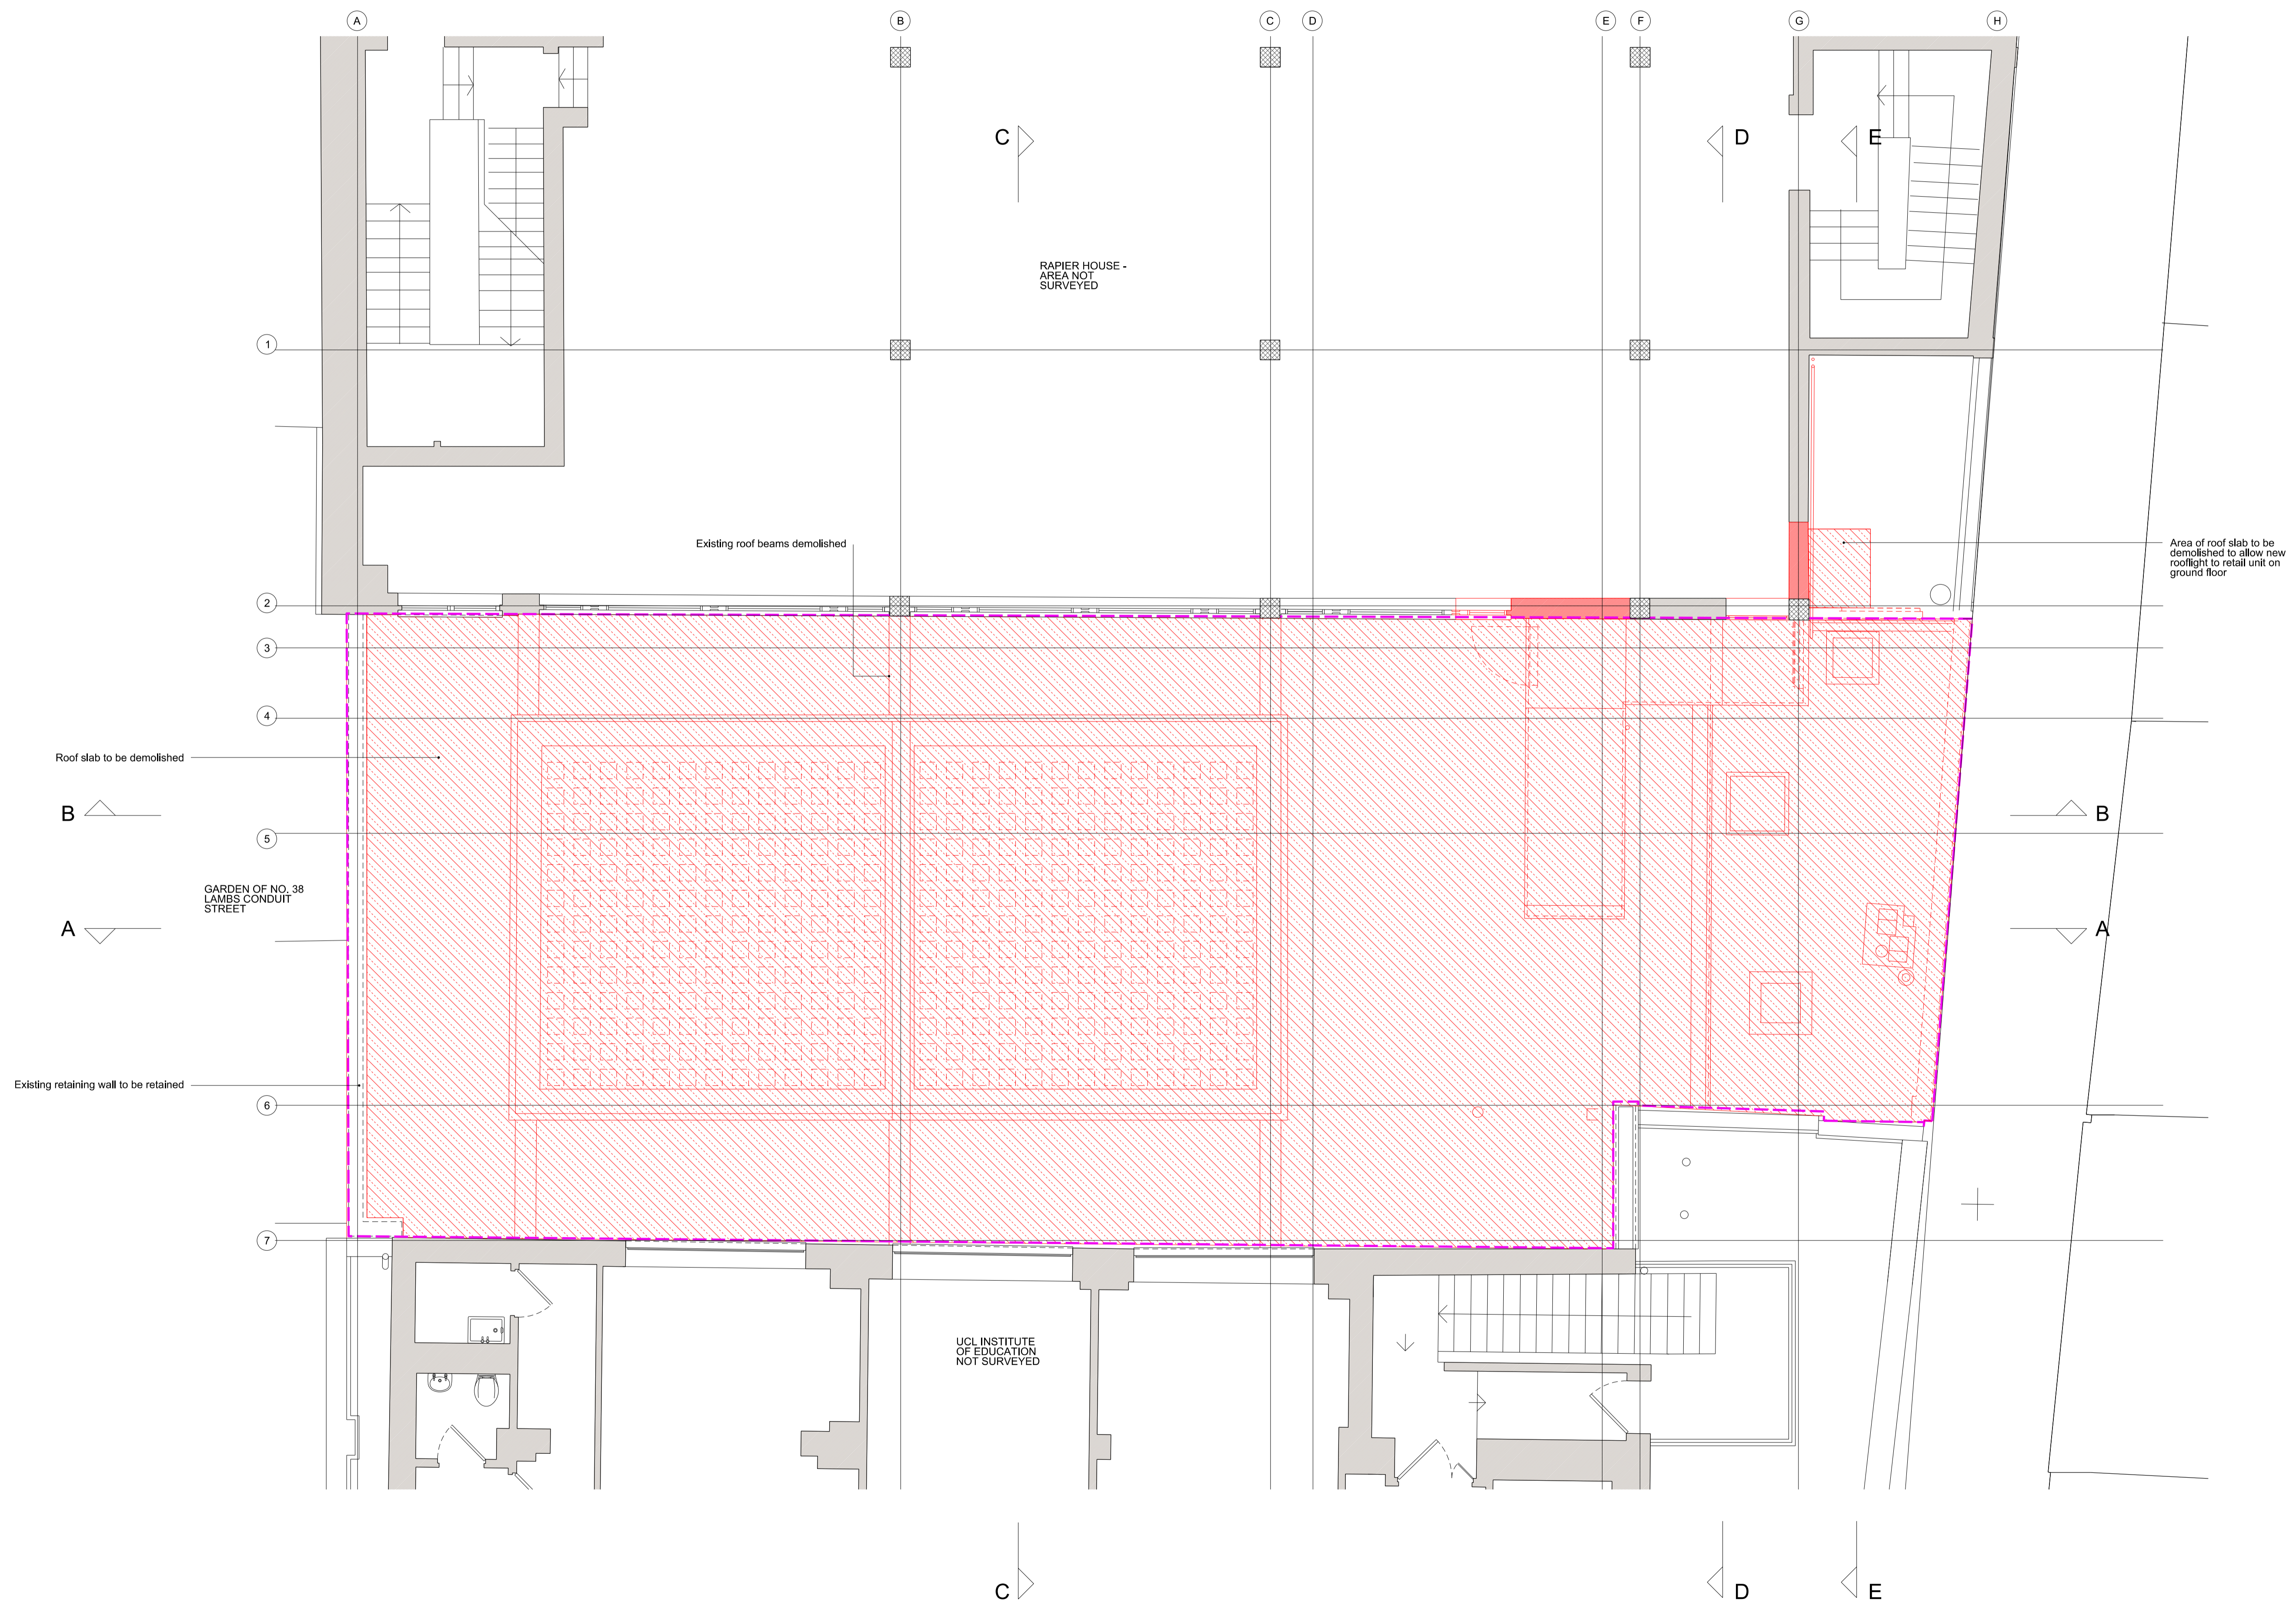 A
B
C
D
E
F
G
H
C
D
E
RAPIER HOUSE -
AREA NOT
SURVEYED
1
Existing roof beams demolished
Area of roof slab to be
demolished to allow new
rooflight to retail unit on
ground floor
2
3
4
Roof slab to be demolished
B
B
5
GARDEN OF NO. 38
LAMBS CONDUIT
STREET
A
A
Existing retaining wall to be retained
6
7
UCL INSTITUTE
OF EDUCATION
NOT SURVEYED
C
D
E